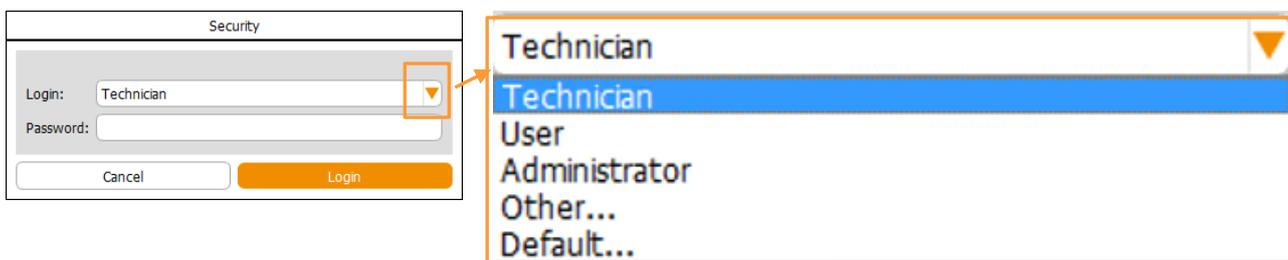 Security
Login: Technician
Password:
Cancel Login
Technician
Technician
User
Administrator
Other...
Default...